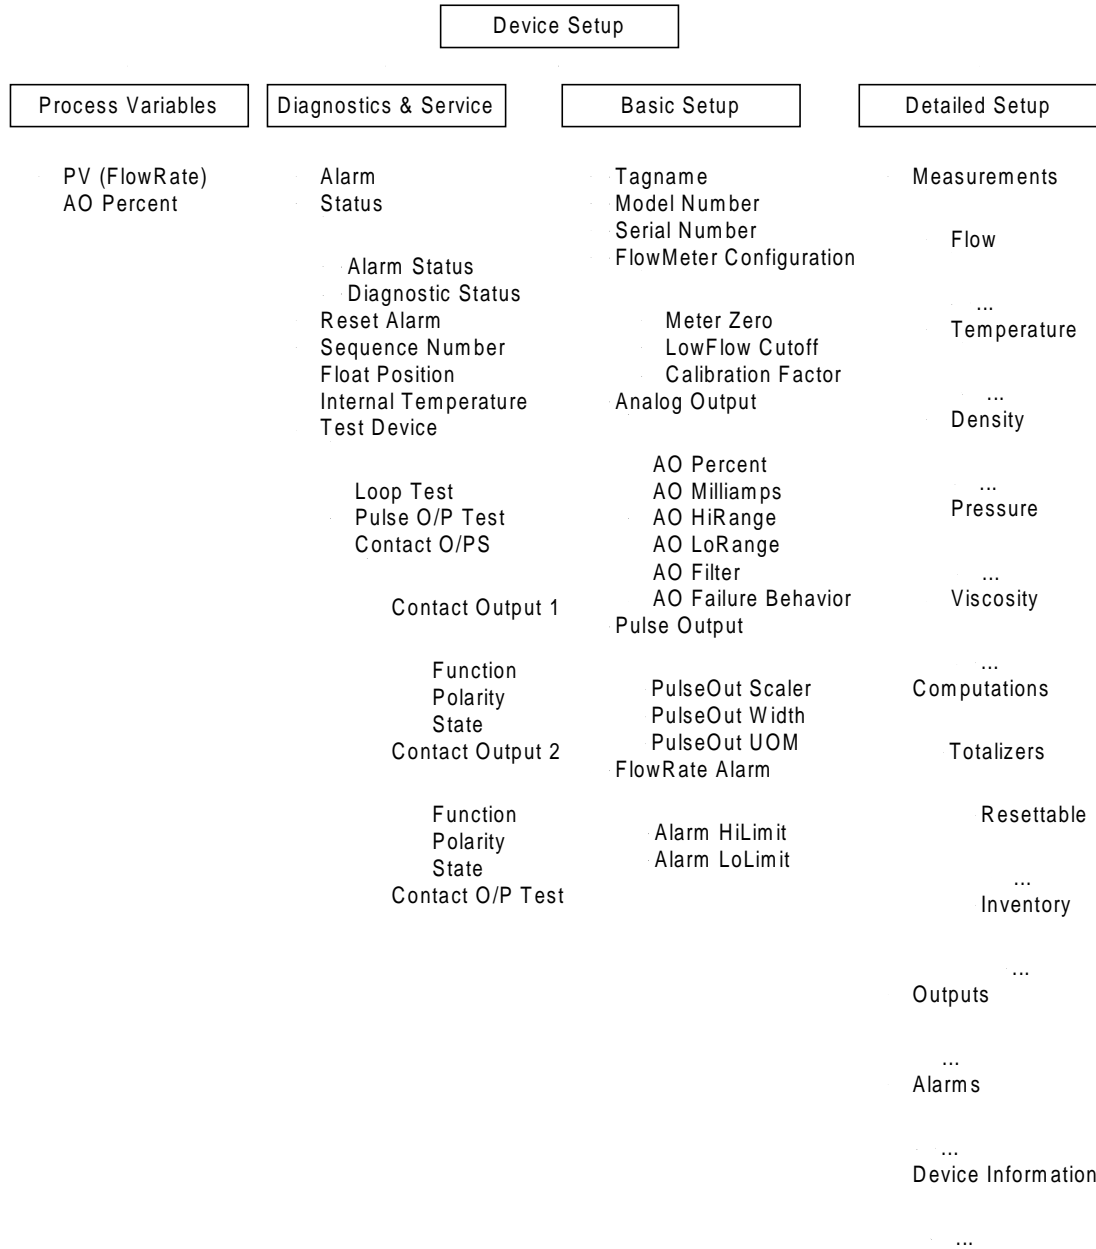 Device Setup
Process Variables
PV (FlowRate)
AO Percent
Diagnostics & Service
Alarm
Status
Alarm Status
Diagnostic Status
Reset Alarm
Sequence Number
Float Position
Internal Temperature
Test Device
Loop Test
Pulse O/P Test
Contact O/PS
Contact Output 1
Function
Polarity
State
Contact Output 2
Function
Polarity
State
Contact O/P Test
Basic Setup
Tagname
Model Number
Serial Number
FlowMeter Configuration
Meter Zero
LowFlow Cutoff
Calibration Factor
Analog Output
AO Percent
AO Milliamps
AO HiRange
AO LoRange
AO Filter
AO Failure Behavior
Pulse Output
PulseOut Scaler
PulseOut Width
PulseOut UOM
FlowRate Alarm
Alarm HiLimit
Alarm LoLimit
Detailed Setup
Measurements
Flow
...
Temperature
...
Density
...
Pressure
...
Viscosity
...
Computations
Totalizers
Resettable
...
Inventory
...
Outputs
...
Alarms
...
Device Information
...